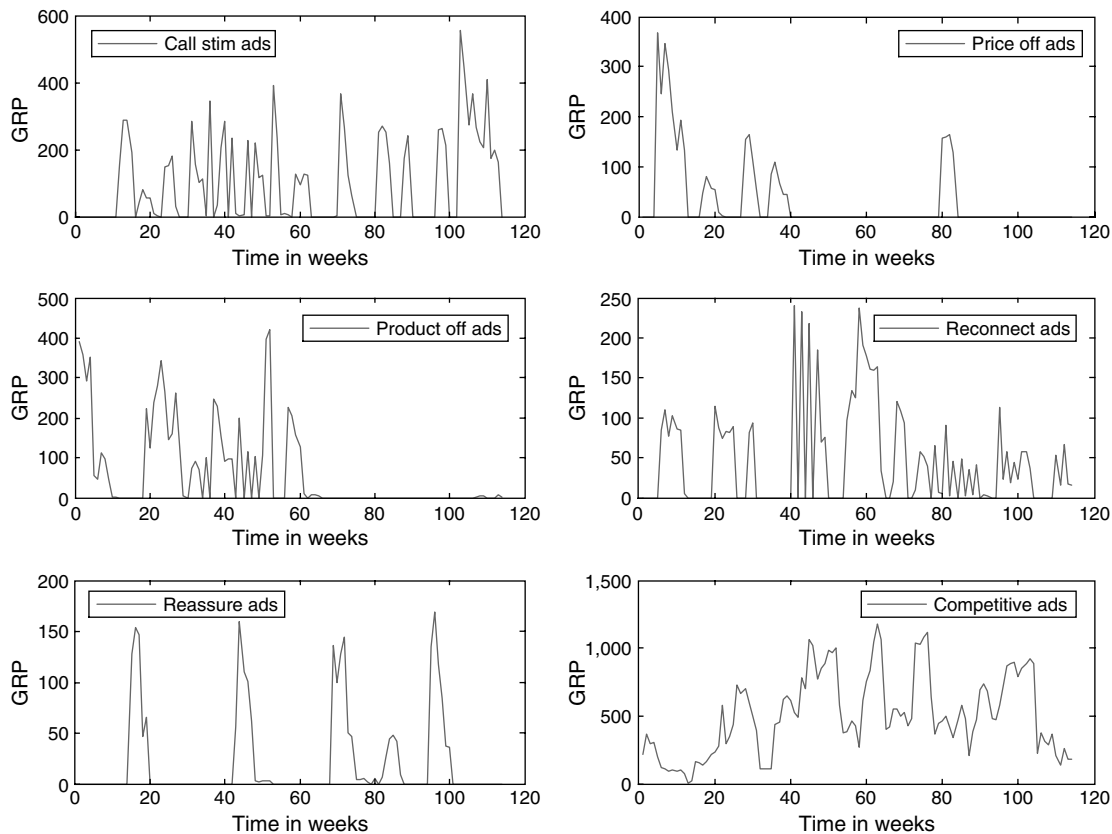 600
400
200
0
GRP
Call stim ads
0 20 40 60 80 100 120
Time in weeks
400
300
200
100
0
GRP
Price off ads
0 20 40 60 80 100 120
Time in weeks
500
400
300
200
100
0
GRP
Product off ads
0 20 40 60 80 100 120
Time in weeks
250
200
150
100
50
0
GRP
Reconnect ads
0 20 40 60 80 100 120
Time in weeks
200
150
100
50
0
GRP
Reassure ads
0 20 40 60 80 100 120
Time in weeks
1,500
1,000
500
0
GRP
Competitive ads
0 20 40 60 80 100 120
Time in weeks